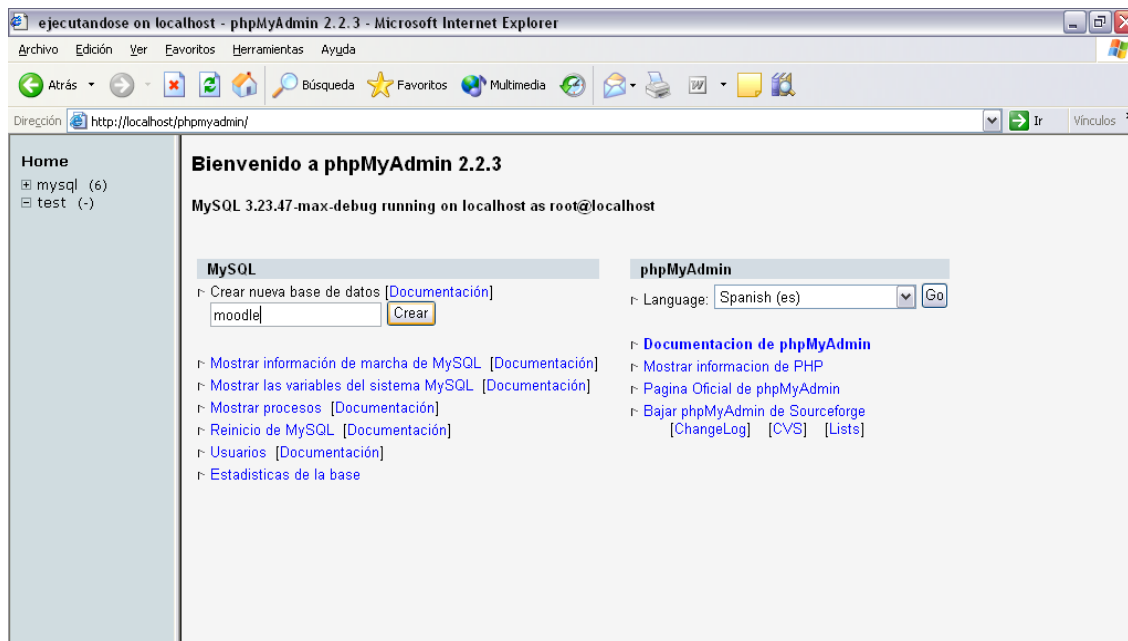 ejecutandose on localhost - phpMyAdmin 2.2.3 - Microsoft Internet Explorer
Archivo Edición Ver Favoritos Herramientas Ayuda
Atrás Búsqueda Favoritos Multimedia
Dirección http://localhost/phpmyadmin/ Ir Vínculos
Home
mysql (6)
test (-)
Bienvenido a phpMyAdmin 2.2.3
MySQL 3.23.47-max-debug running on localhost as root@localhost
MySQL
Crear nueva base de datos [Documentación]
moodle Crear
Mostrar información de marcha de MySQL [Documentación]
Mostrar las variables del sistema MySQL [Documentación]
Mostrar procesos [Documentación]
Reinicio de MySQL [Documentación]
Usuarios [Documentación]
Estadisticas de la base
phpMyAdmin
Language: Spanish (es) Go
Documentacion de phpMyAdmin
Mostrar informacion de PHP
Pagina Oficial de phpMyAdmin
Bajar phpMyAdmin de Sourceforge
[ChangeLog] [CVS] [Lists]